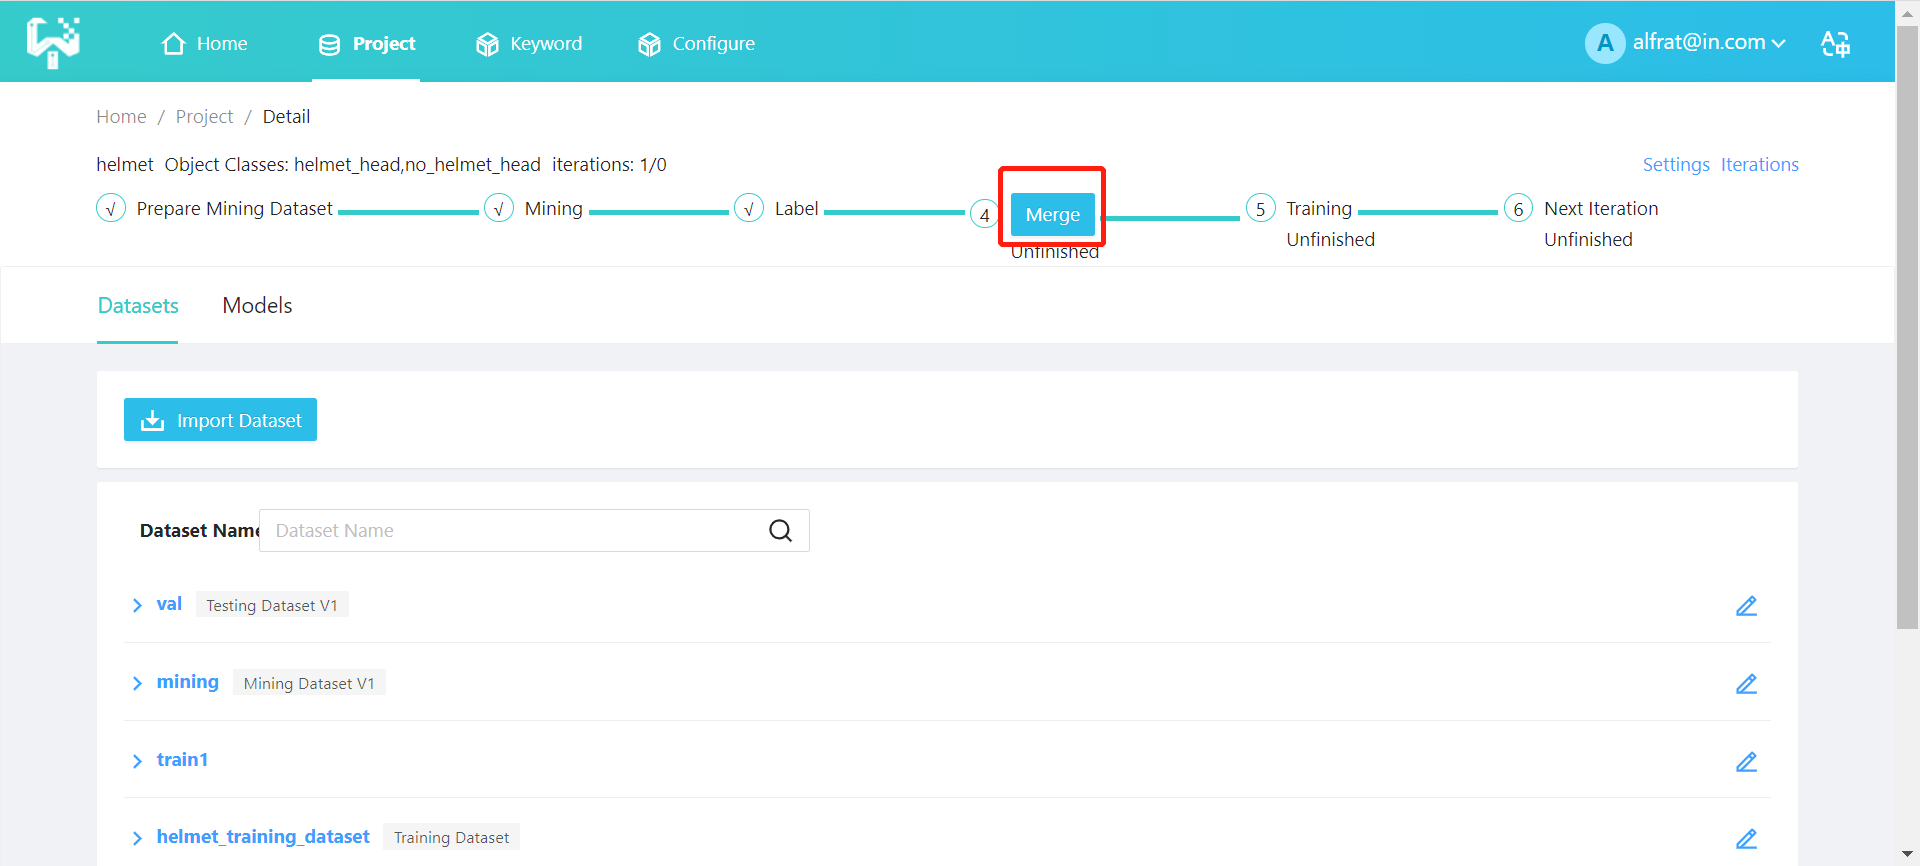 Home Project Keyword Configure A alfrat@in.com A中
Home / Project / Detail
helmet Object Classes: helmet_head,no_helmet_head iterations: 1/0 Settings Iterations
√ Prepare Mining Dataset √ Mining √ Label 4 Merge 5 Training 6 Next Iteration
Unfinished Unfinished Unfinished
Datasets Models
Import Dataset
Dataset Name Dataset Name
val Testing Dataset V1
mining Mining Dataset V1
train1
helmet_training_dataset Training Dataset